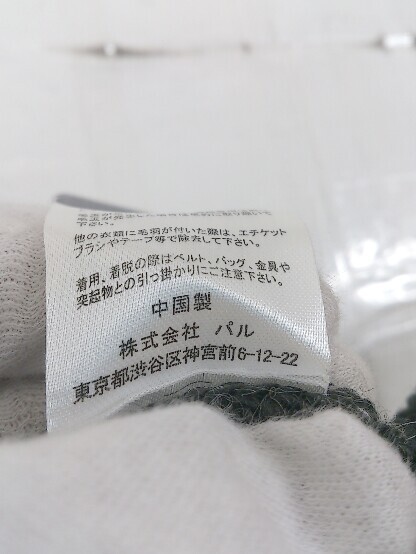 下さい。
他の衣類に毛羽が付いた際は、エチケット
ブラシやテープ等で除去して下さい。
着用、着脱の際はベルト、バッグ、金具や
突起物との引っ掛かりにご注意下さい。
中国製
株式会社 パル
東京都渋谷区神宮前6-12-22